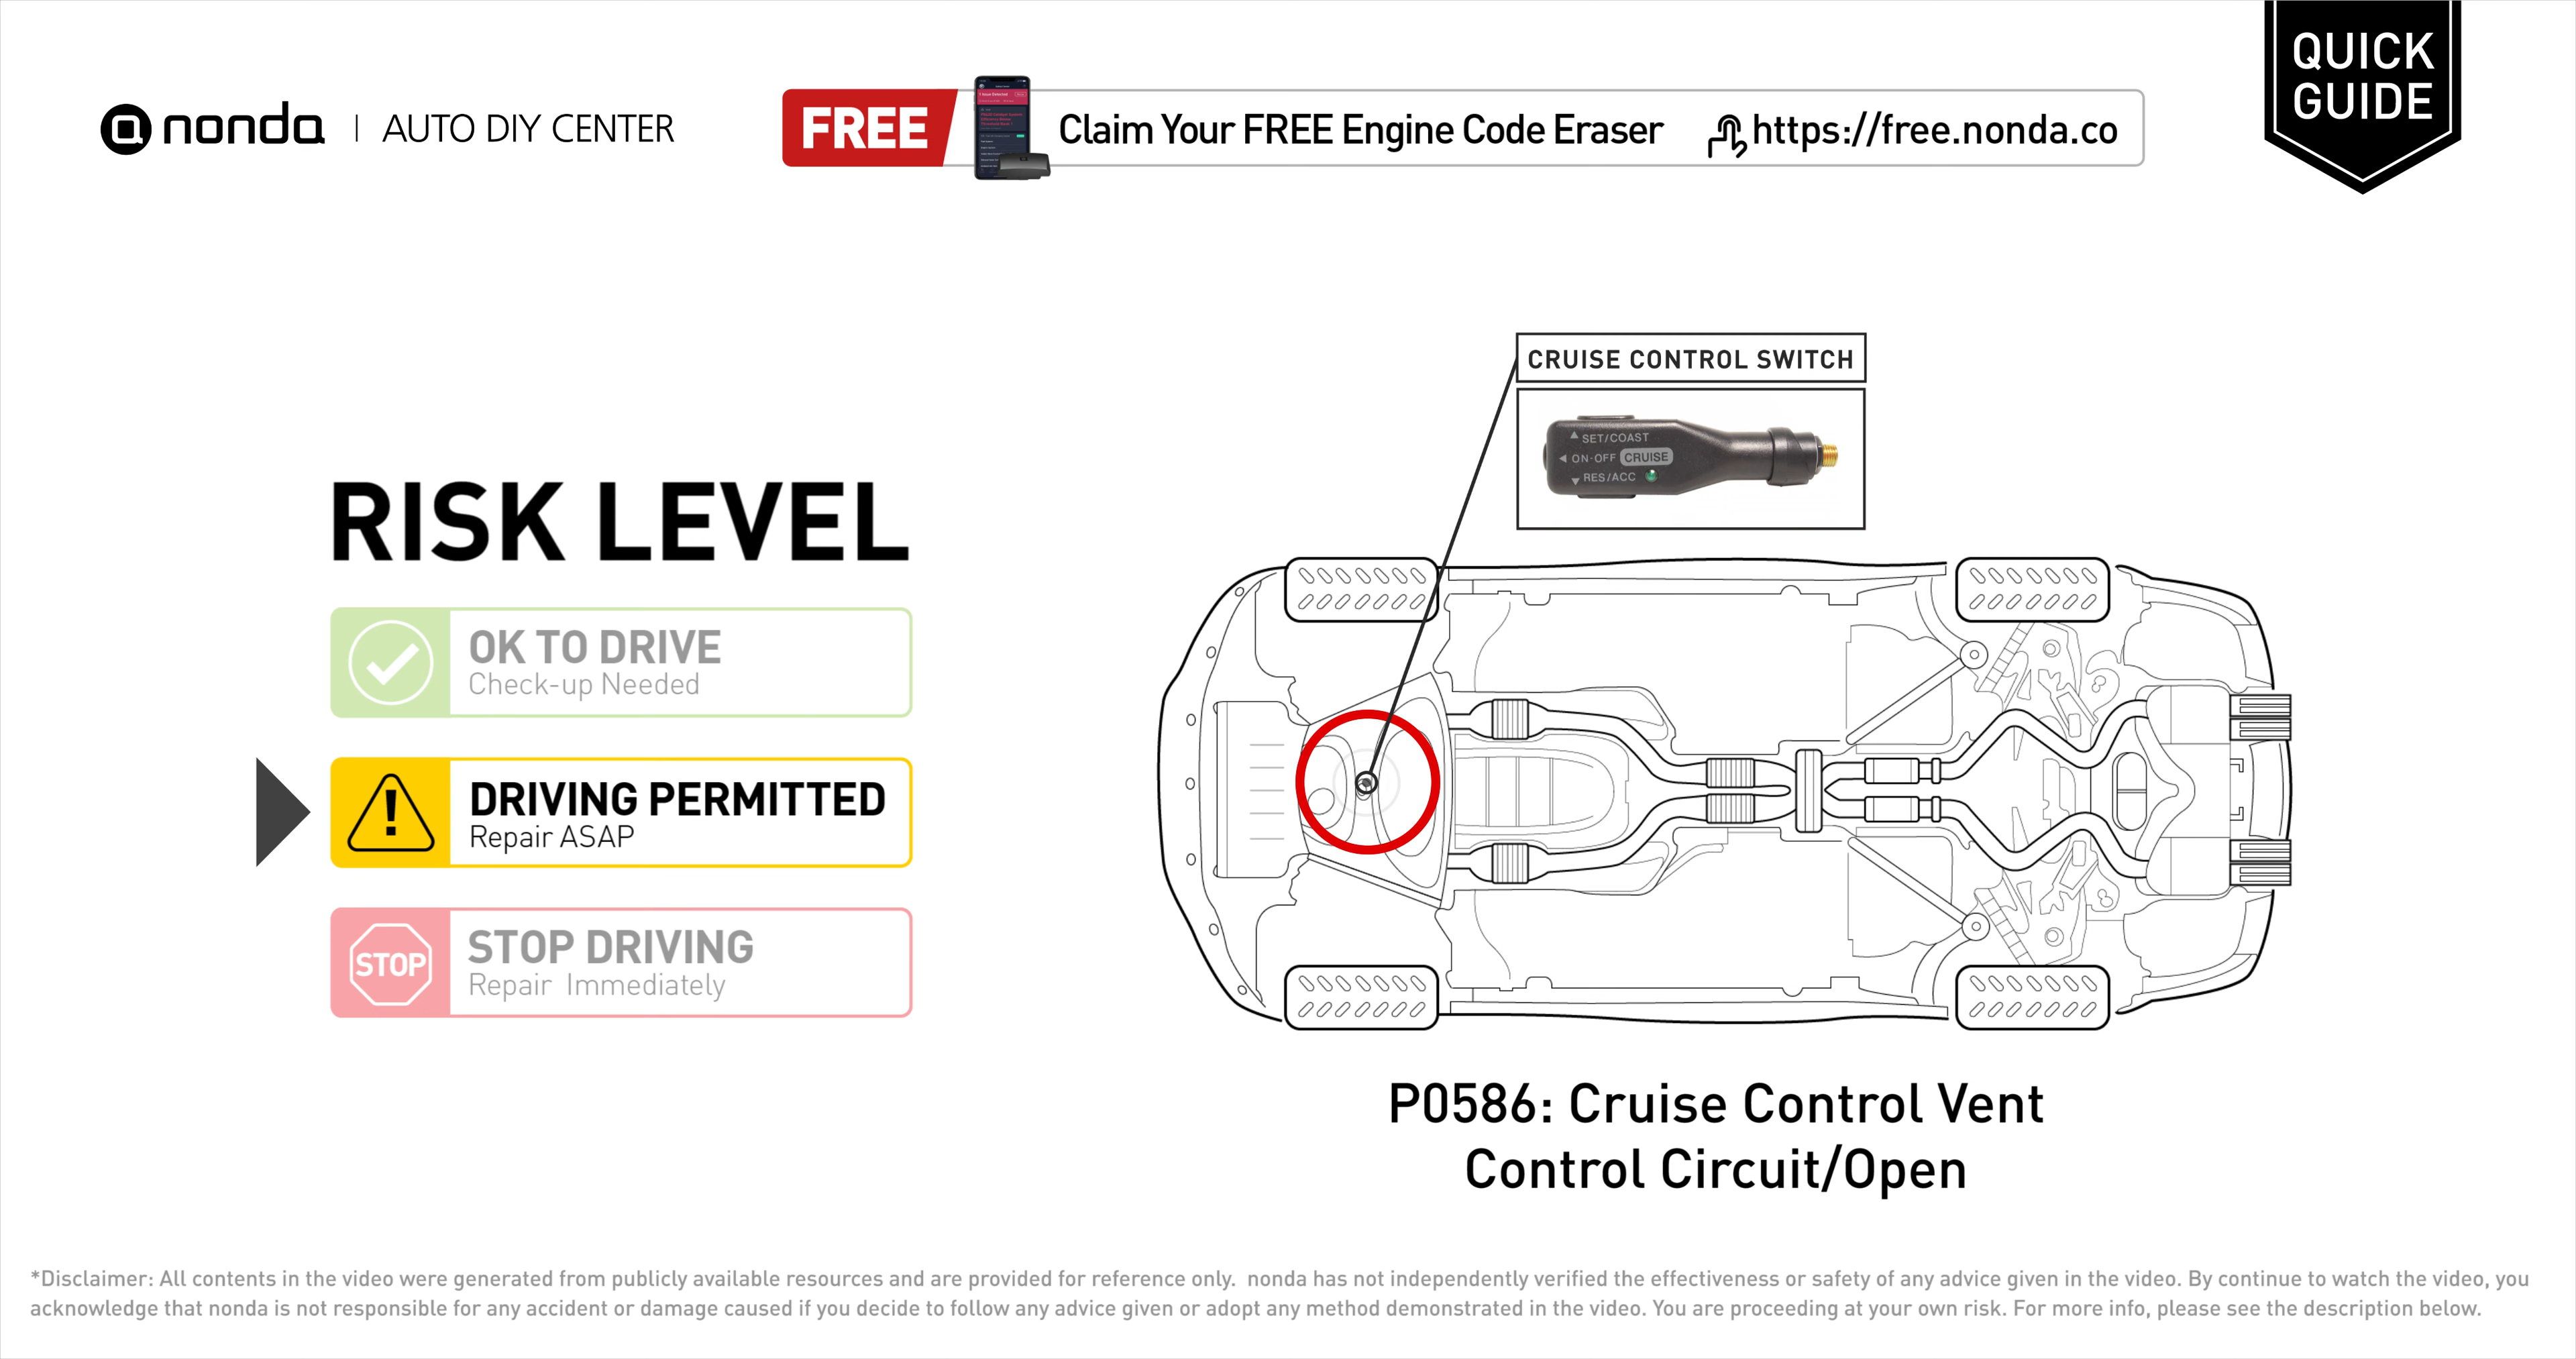 nonda | AUTO DIY CENTER
FREE
Claim Your FREE Engine Code Eraser
https://free.nonda.co
QUICK
GUIDE
CRUISE CONTROL SWITCH
SET/COAST
ON-OFF CRUISE
RES/ACC
RISK LEVEL
OK TO DRIVE
Check-up Needed
DRIVING PERMITTED
Repair ASAP
STOP
STOP DRIVING
Repair Immediately
P0586: Cruise Control Vent
Control Circuit/Open
*Disclaimer: All contents in the video were generated from publicly available resources and are provided for reference only. nonda has not independently verified the effectiveness or safety of any advice given in the video. By continue to watch the video, you
acknowledge that nonda is not responsible for any accident or damage caused if you decide to follow any advice given or adopt any method demonstrated in the video. You are proceeding at your own risk. For more info, please see the description below.